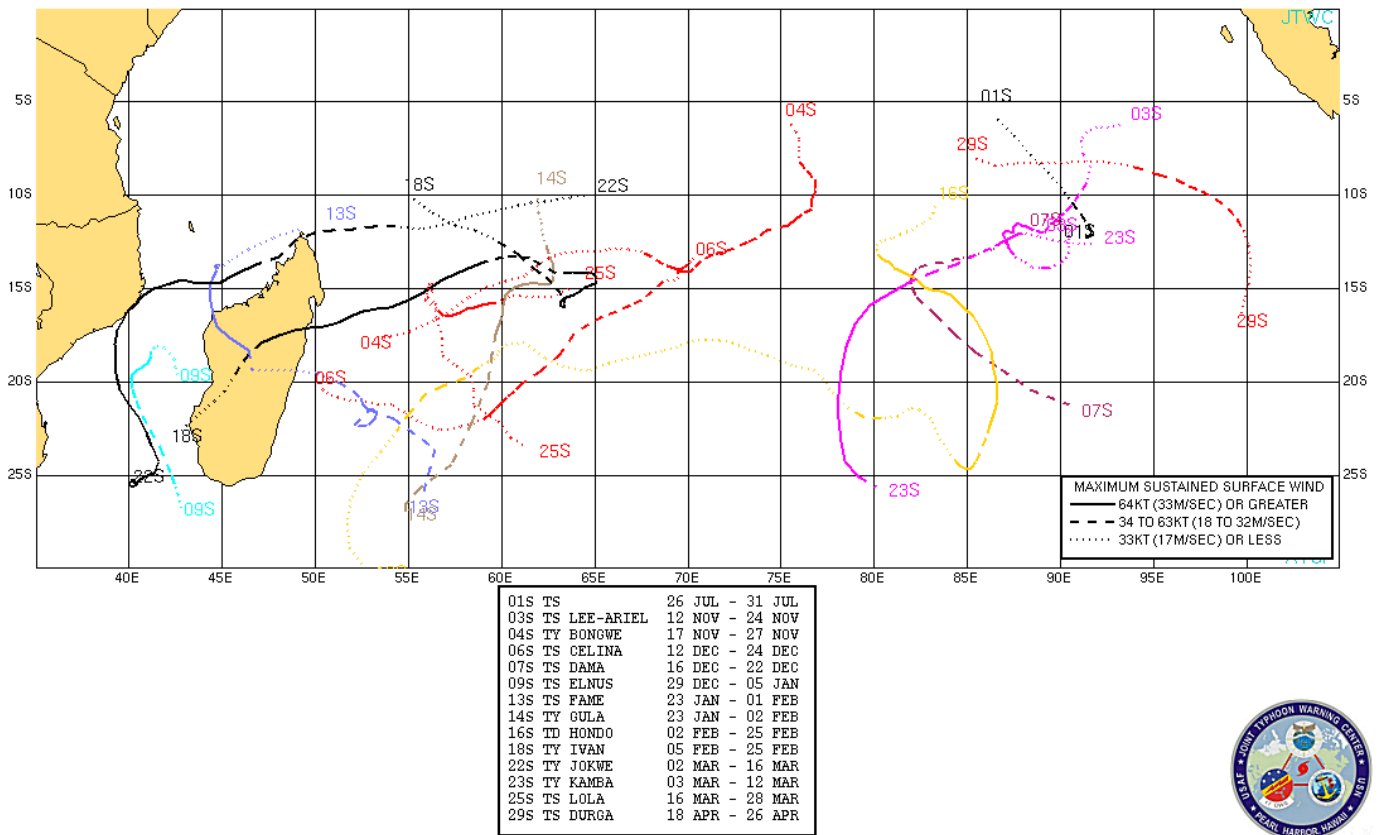 JTWC
01S
04S
03S
5S
5S
29S
14S
18S
22S
10S
16S
10S
13S
07S
01S
23S
06S
25S
15S
15S
04S
29S
09S
06S
20S
20S
07S
18S
25S
22S
25S
23S
25S
MAXIMUM SUSTAINED SURFACE WIND
64KT (33M/SEC) OR GREATER
34 TO 63KT (18 TO 32M/SEC)
33KT (17M/SEC) OR LESS
09S
13S
14S
40E 45E 50E 55E 60E 65E 70E 75E 80E 85E 90E 95E 100E
01S TS 26 JUL - 31 JUL
03S TS LEE-ARIEL 12 NOV - 24 NOV
04S TY BONGWE 17 NOV - 27 NOV
06S TS CELINA 12 DEC - 24 DEC
07S TS DAMA 16 DEC - 22 DEC
09S TS ELNUS 29 DEC - 05 JAN
13S TS FAME 23 JAN - 01 FEB
14S TY GULA 23 JAN - 02 FEB
16S TD HONDO 02 FEB - 25 FEB
18S TY IVAN 05 FEB - 25 FEB
22S TY JOKWE 02 MAR - 16 MAR
23S TY KAMBA 03 MAR - 12 MAR
25S TS LOLA 16 MAR - 28 MAR
29S TS DURGA 18 APR - 26 APR
JOINT TYPHOON WARNING CENTER
USAF
USN
PEARL HARBOR, HAWAII